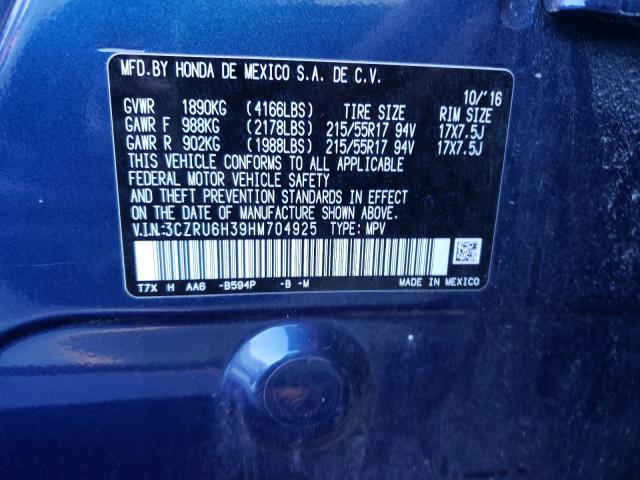 MFD.BY HONDA DE MEXICO S.A. DE C.V.
10/'16
GVWR 1890KG (4166LBS) TIRE SIZE RIM SIZE
GAWR F 988KG (2178LBS) 215/55R17 94V 17X7.5J
GAWR R 902KG (1988LBS) 215/55R17 94V 17X7.5J
THIS VEHICLE CONFORMS TO ALL APPLICABLE
FEDERAL MOTOR VEHICLE SAFETY
AND THEFT PREVENTION STANDARDS IN EFFECT
ON THE DATE OF MANUFACTURE SHOWN ABOVE.
V.I.N.:3CZRU6H39HM704925 TYPE: MPV
T7X H AA6 -B594P -B -M MADE IN MEXICO